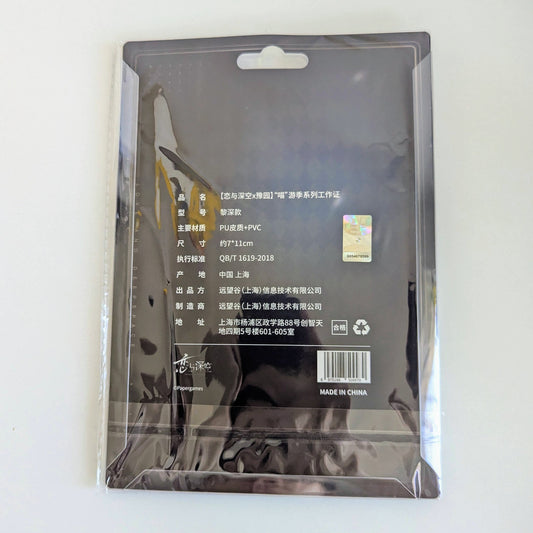 品 名 【恋与深空x豫园】“喵”游季系列工作证
型 号 黎深款
主要材质 PU皮质+PVC
尺 寸 约7*11cm
执行标准 QB/T 1619-2018
产 地 中国 上海
出 品 方 远望谷(上海)信息技术有限公司
制 造 商 远望谷(上海)信息技术有限公司
地 址 上海市杨浦区政学路88号创智天
地四期5号楼601-605室
合格
恋与深空
©Papergames
MADE IN CHINA